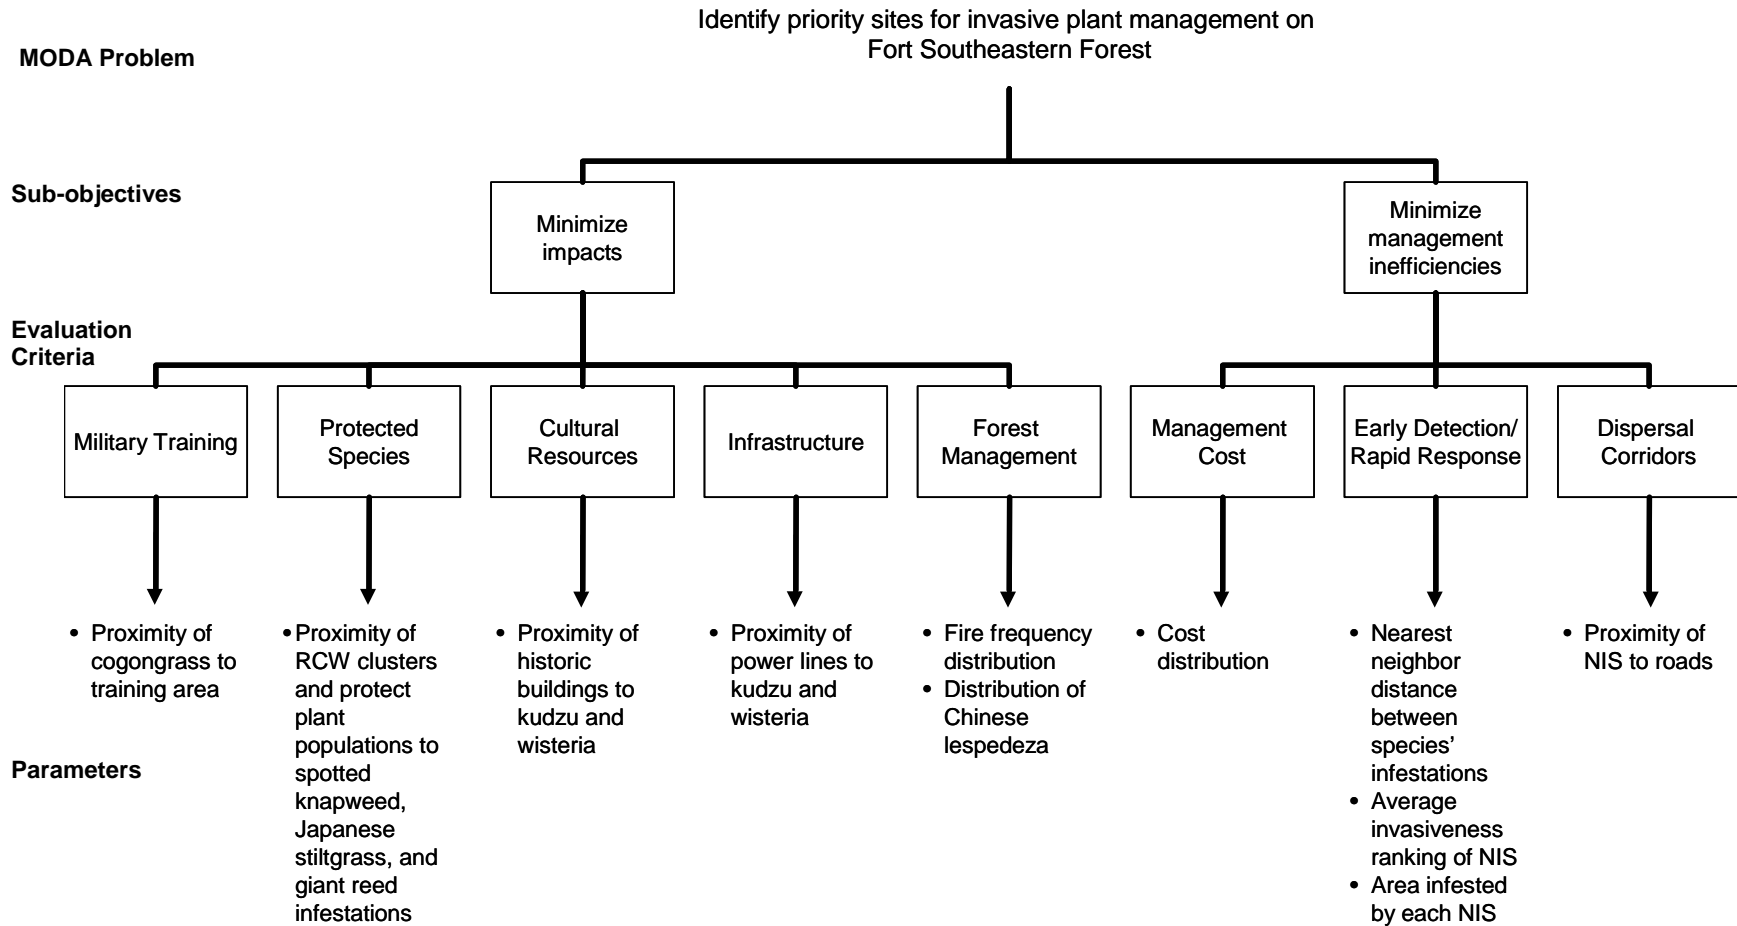 Identify priority sites for invasive plant management on
Fort Southeastern Forest
MODA Problem
Sub-objectives
Minimize
impacts
Minimize
management
inefficiencies
Evaluation
Criteria
Military Training
Protected
Species
Cultural
Resources
Infrastructure
Forest
Management
Management
Cost
Early Detection/
Rapid Response
Dispersal
Corridors
Parameters
• Proximity of
cogongrass to
training area
• Proximity of
RCW clusters
and protect
plant
populations to
spotted
knapweed,
Japanese
stiltgrass, and
giant reed
infestations
• Proximity of
historic
buildings to
kudzu and
wisteria
• Proximity of
power lines to
kudzu and
wisteria
• Fire frequency
distribution
• Distribution of
Chinese
lespedeza
• Cost
distribution
• Nearest
neighbor
distance
between
species’
infestations
• Average
invasiveness
ranking of NIS
• Area infested
by each NIS
• Proximity of
NIS to roads